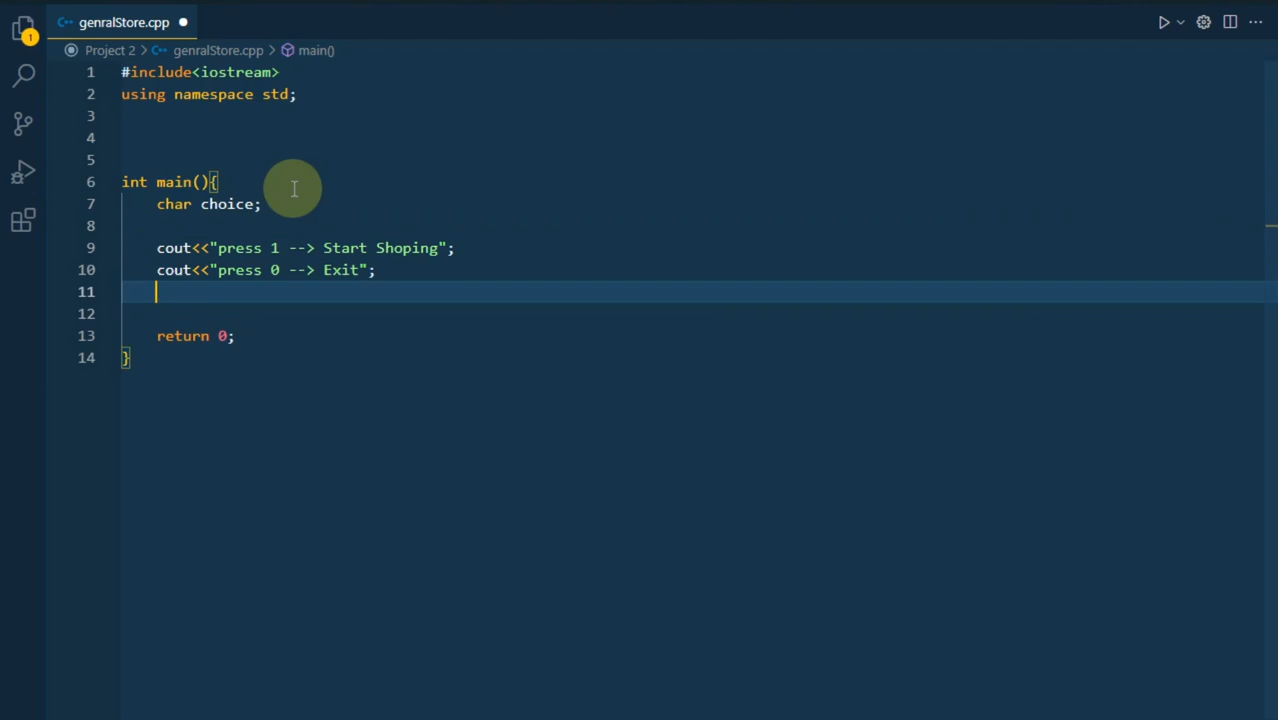 genralStore.cpp
Project 2 > genralStore.cpp > main()
1 #include<iostream>
2 using namespace std;
3
4
5
6 int main(){
7 char choice;
8
9 cout<<"press 1 --> Start Shoping";
10 cout<<"press 0 --> Exit";
11
12
13 return 0;
14 }
1